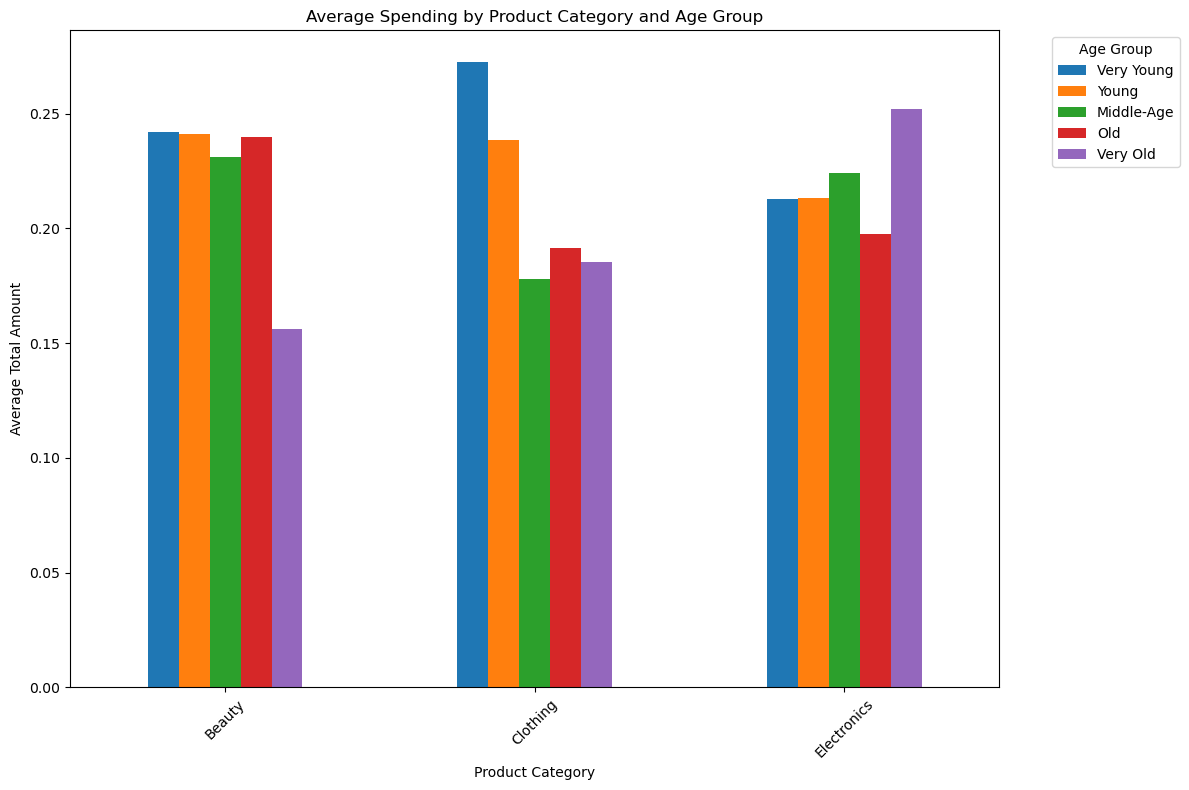 Average Spending by Product Category and Age Group
Age Group
Very Young
Young
Middle-Age
Old
Very Old
Average Total Amount
0.25
0.20
0.15
0.10
0.05
0.00
Beauty
Clothing
Electronics
Product Category